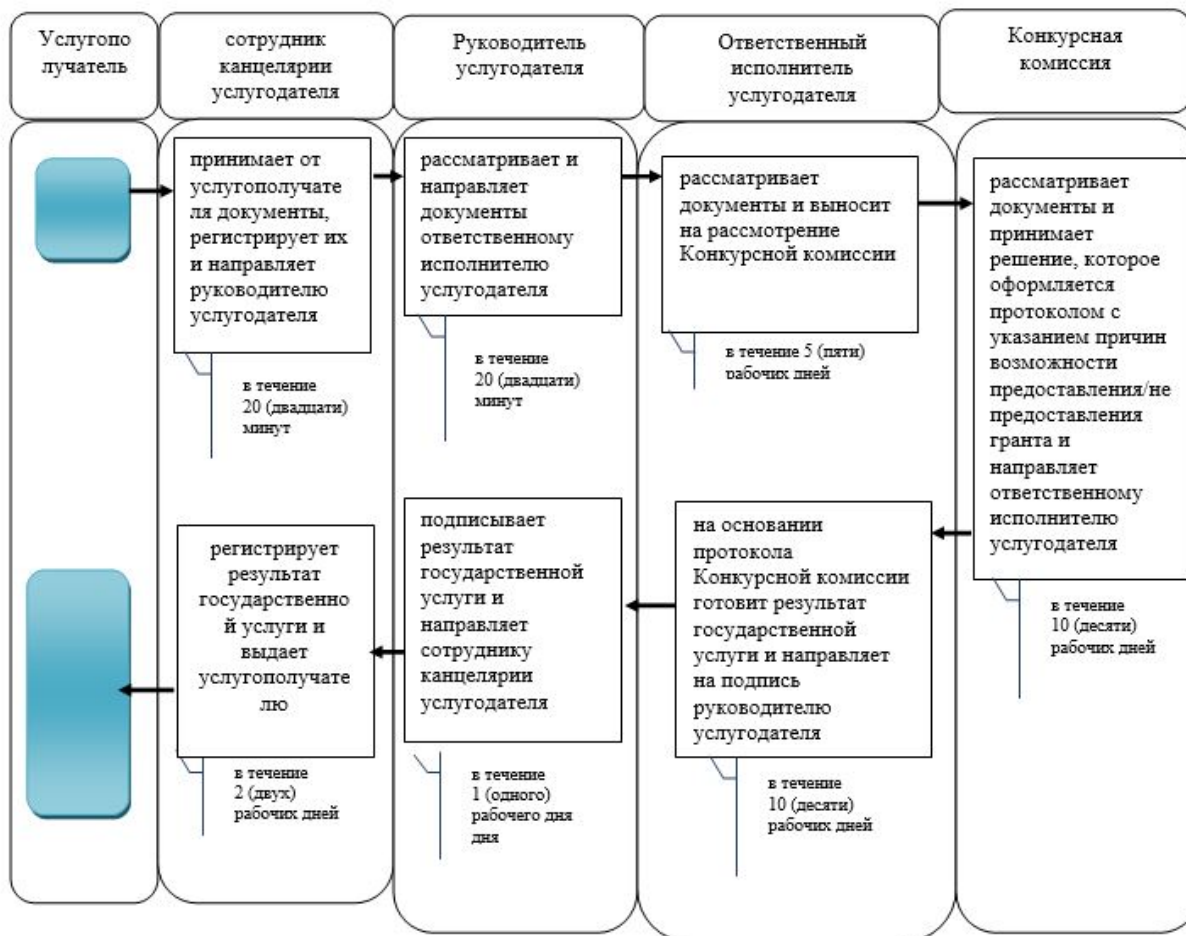 Услугопо
лучатель
сотрудник
канцелярии
услугодателя
Руководитель
услугодателя
Ответственный
исполнитель
услугодателя
Конкурсная
комиссия
принимает от
услугополучате
ля документы,
регистрирует их
и направляет
руководителю
услугодателя
в течение
20 (двадцати)
минут
рассматривает и
направляет
документы
ответственному
исполнителю
услугодателя
в течение
20 (двадцати)
минут
рассматривает
документы и выносит
на рассмотрение
Конкурсной комиссии
в течение 5 (пяти)
рабочих дней
рассматривает
документы и
принимает
решение, которое
оформляется
протоколом с
указанием причин
возможности
предоставления/не
предоставления
гранта и
направляет
ответственному
исполнителю
услугодателя
в течение
10 (десяти)
рабочих дней
на основании
протокола
Конкурсной комиссии
готовит результат
государственной
услуги и направляет
на подпись
руководителю
услугодателя
в течение
10 (десяти)
рабочих дней
подписывает
результат
государственной
услуги и
направляет
сотруднику
канцелярии
услугодателя
в течение
1 (одного)
рабочего дня
дня
регистрирует
результат
государственно
й услуги и
выдает
услугополучате
лю
в течение
2 (двух)
рабочих дней